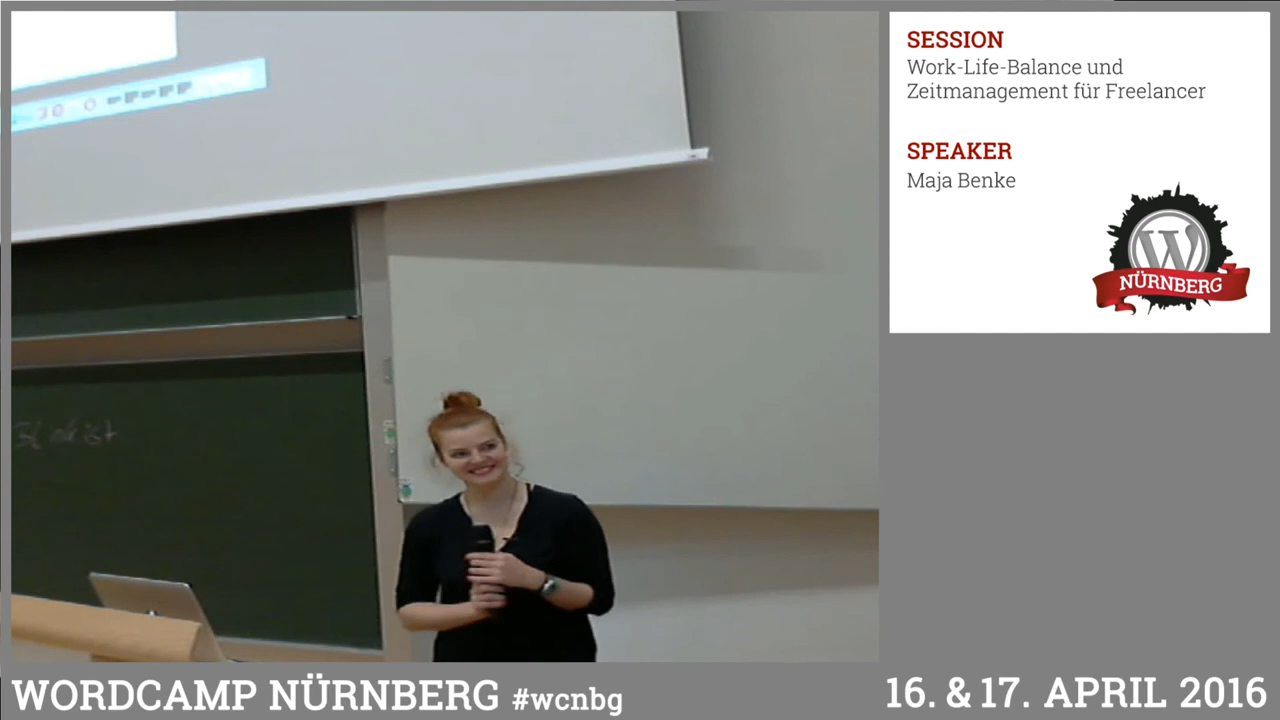 SESSION
Work-Life-Balance und
Zeitmanagement für Freelancer
SPEAKER
Maja Benke
W
NÜRNBERG
ist
WORDCAMP NÜRNBERG #wcnbg
16. & 17. APRIL 2016